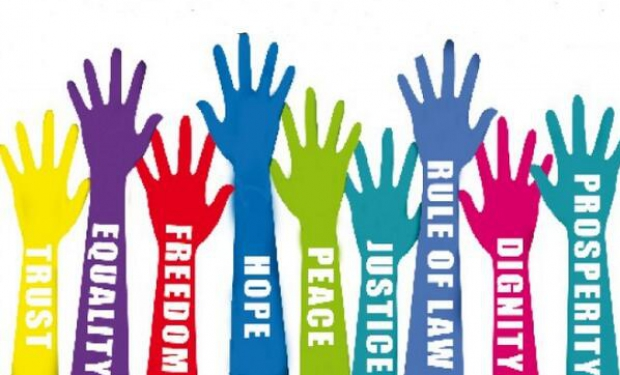 TRUST
EQUALITY
FREEDOM
HOPE
PEACE
JUSTICE
RULE OF LAW
DIGNITY
PROSPERITY